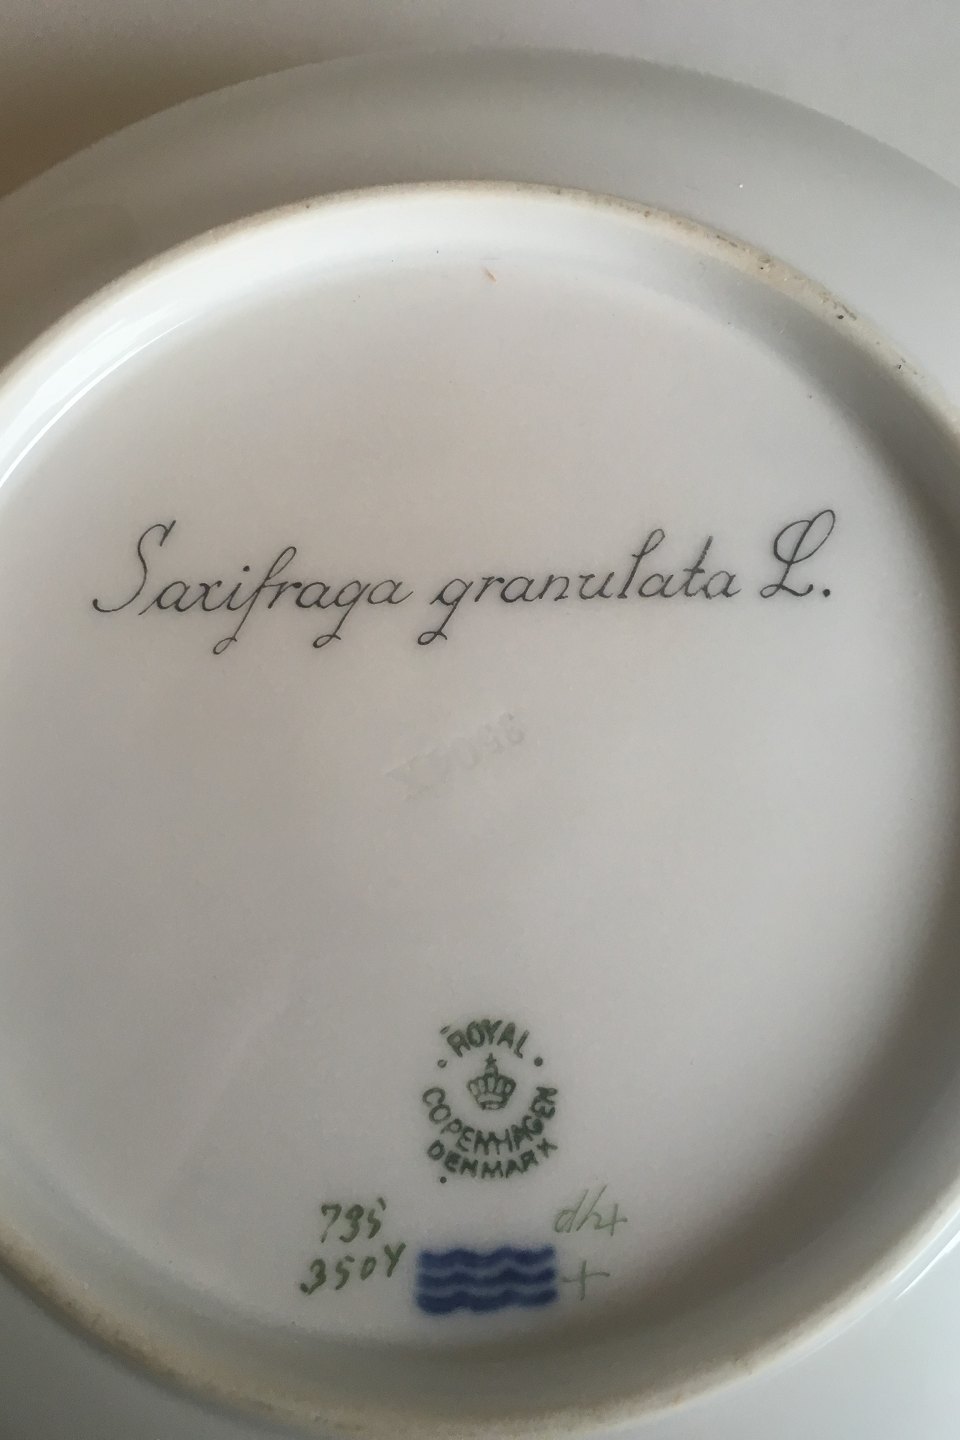 Saxifraga granulata L.
ROYAL
COPENHAGEN
DENMARK
735
3504